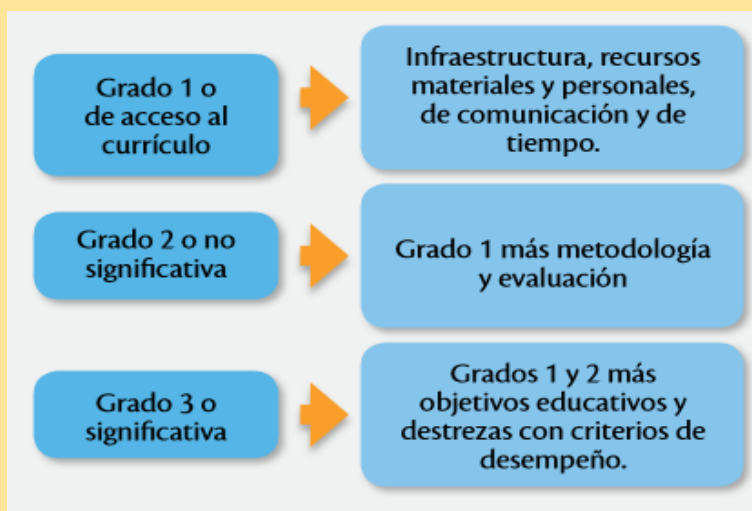 Grado 1 o
de acceso al
currículo
Infraestructura, recursos
materiales y personales,
de comunicación y de
tiempo.
Grado 2 o no
significativa
Grado 1 más metodología
y evaluación
Grado 3 o
significativa
Grados 1 y 2 más
objetivos educativos y
destrezas con criterios de
desempeño.